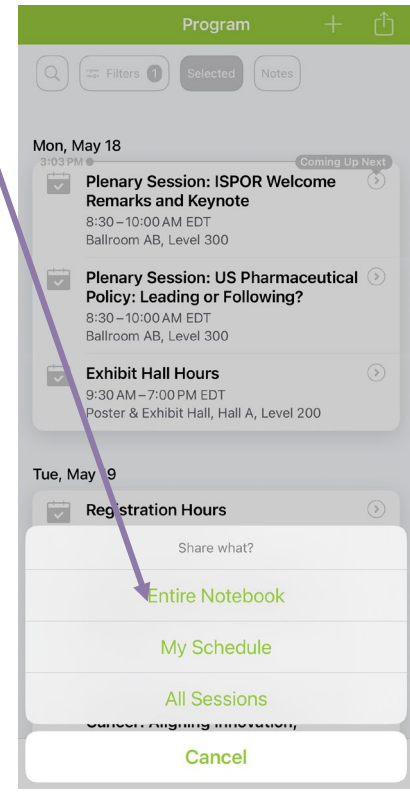 Program
Filters 1 Selected Notes
Mon, May 18
3:03 PM Coming Up Next
Plenary Session: ISPOR Welcome
Remarks and Keynote
8:30 – 10:00 AM EDT
Ballroom AB, Level 300
Plenary Session: US Pharmaceutical
Policy: Leading or Following?
8:30 – 10:00 AM EDT
Ballroom AB, Level 300
Exhibit Hall Hours
9:30 AM – 7:00 PM EDT
Poster & Exhibit Hall, Hall A, Level 200
Tue, May 19
Registration Hours
Share what?
Entire Notebook
My Schedule
All Sessions
Cancer: Aligning Innovation,
Cancel